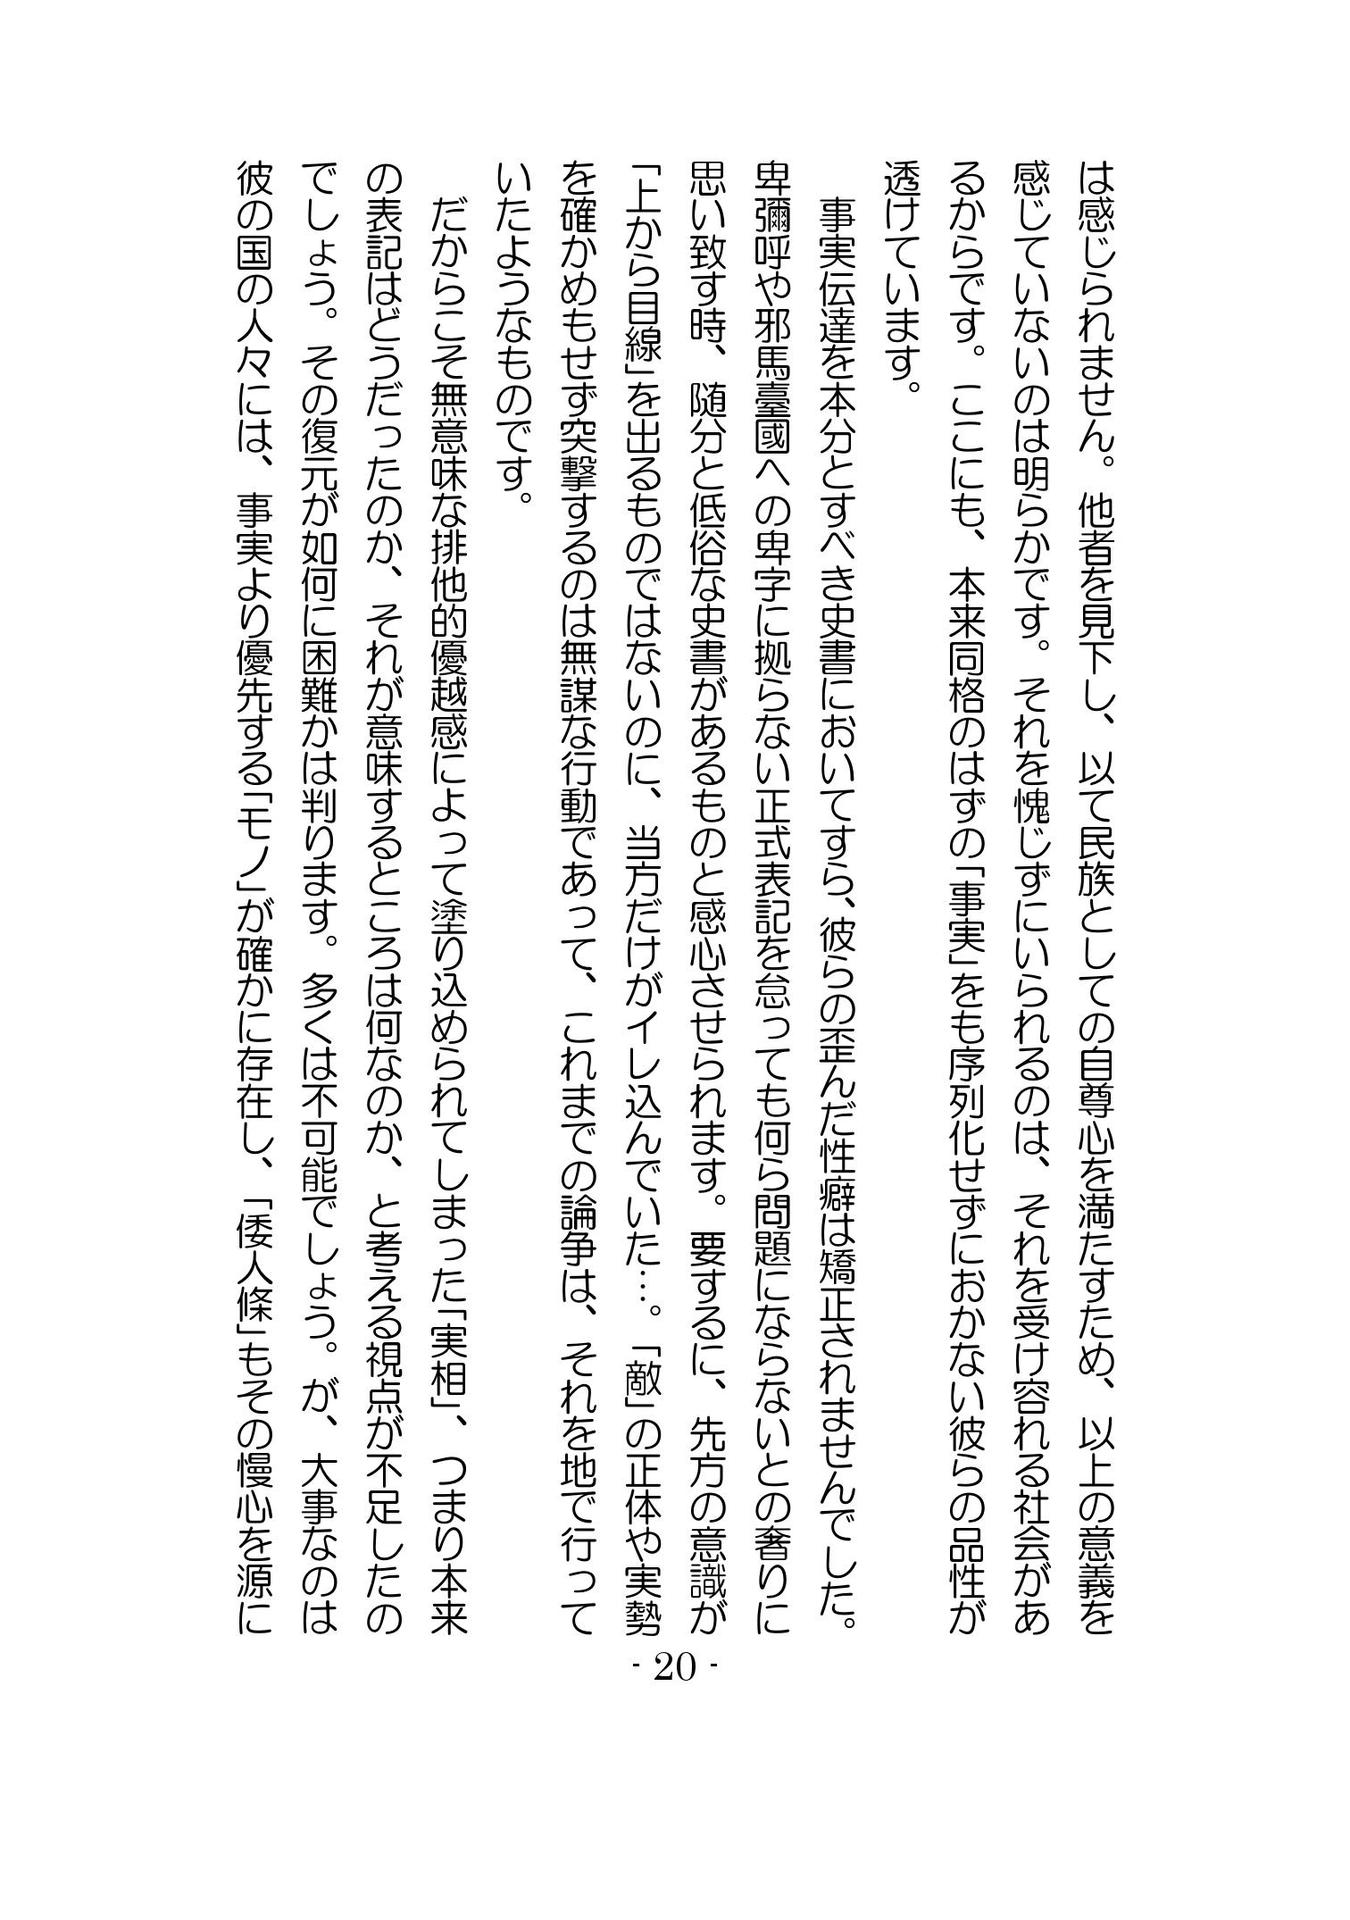 は感じられません。他者を見下し、以て民族としての自尊心を満たすため、以上の意義を
感じていないのは明らかです。それを愧じずにいられるのは、それを受け容れる社会があ
るからです。ここにも、本来同格のはずの「事実」をも序列化せずにおかない彼らの品性が
透けています。
　事実伝達を本分とすべき史書においてすら、彼らの歪んだ性癖は矯正されませんでした。
卑彌呼や邪馬臺國への卑字に拠らない正式表記を怠っても何ら問題にならないとの奢りに
思い致す時、随分と低俗な史書があるものと感心させられます。要するに、先方の意識が
「上から目線」を出るものではないのに、当方だけがイレ込んでいた…。「敵」の正体や実勢
を確かめもせず突撃するのは無謀な行動であって、これまでの論争は、それを地で行って
いたようなものです。
　だからこそ無意味な排他的優越感によって塗り込められてしまった「実相」、つまり本来
の表記はどうだったのか、それが意味するところは何なのか、と考える視点が不足したの
でしょう。その復元が如何に困難かは判ります。多くは不可能でしょう。が、大事なのは
彼の国の人々には、事実より優先する「モノ」が確かに存在し、「倭人條」もその慢心を源に
- 20 -